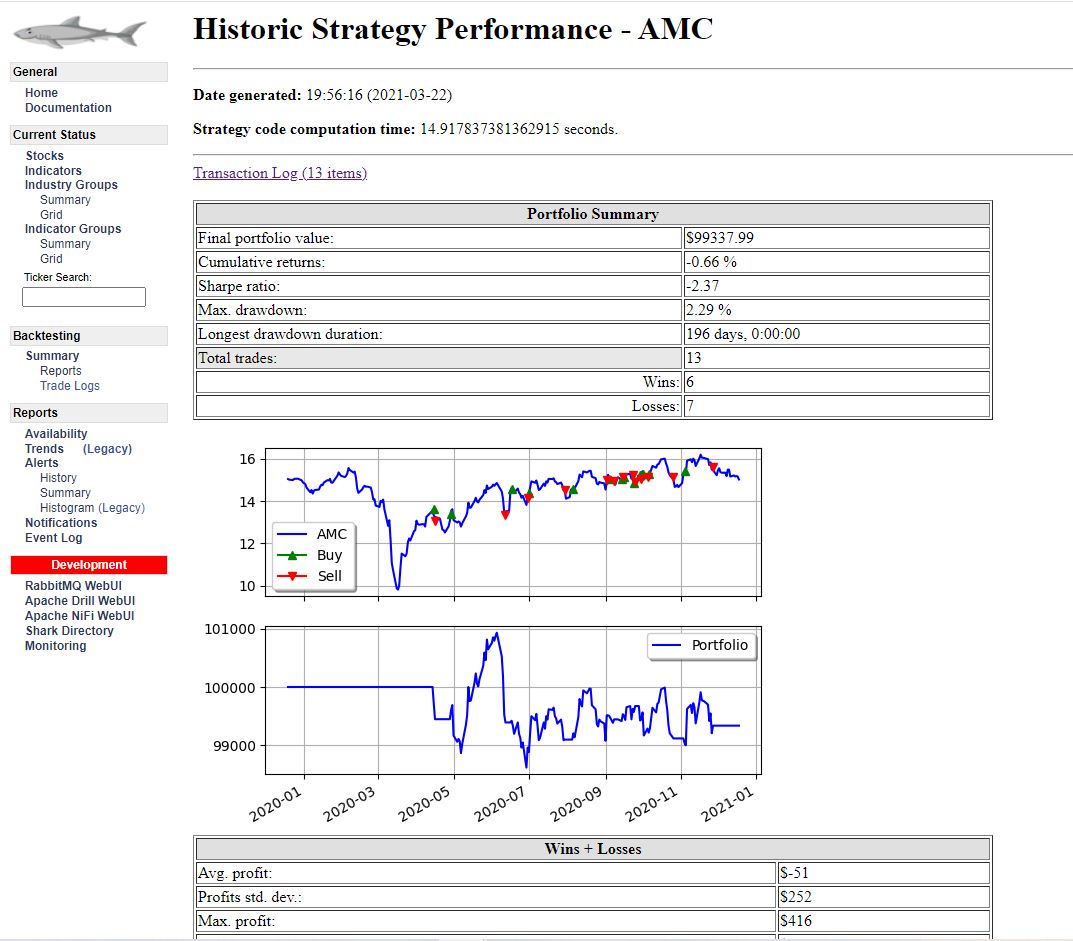 Historic Strategy Performance - AMC
General
Home
Documentation
Current Status
Stocks
Indicators
Industry Groups
Summary
Grid
Indicator Groups
Summary
Grid
Ticker Search:
Backtesting
Summary
Reports
Trade Logs
Reports
Availability
Trends (Legacy)
Alerts
History
Summary
Histogram (Legacy)
Notifications
Event Log
Development
RabbitMQ WebUI
Apache Drill WebUI
Apache NiFi WebUI
Shark Directory
Monitoring
Date generated: 19:56:16 (2021-03-22)
Strategy code computation time: 14.917837381362915 seconds.
Transaction Log (13 items)
Portfolio Summary
Final portfolio value: $99337.99
Cumulative returns: -0.66 %
Sharpe ratio: -2.37
Max. drawdown: 2.29 %
Longest drawdown duration: 196 days, 0:00:00
Total trades: 13
Wins: 6
Losses: 7
16
14
12
10
AMC
Buy
Sell
101000
100000
99000
Portfolio
2020-01
2020-03
2020-05
2020-07
2020-09
2020-11
2021-01
Wins + Losses
Avg. profit: $-51
Profits std. dev.: $252
Max. profit: $416